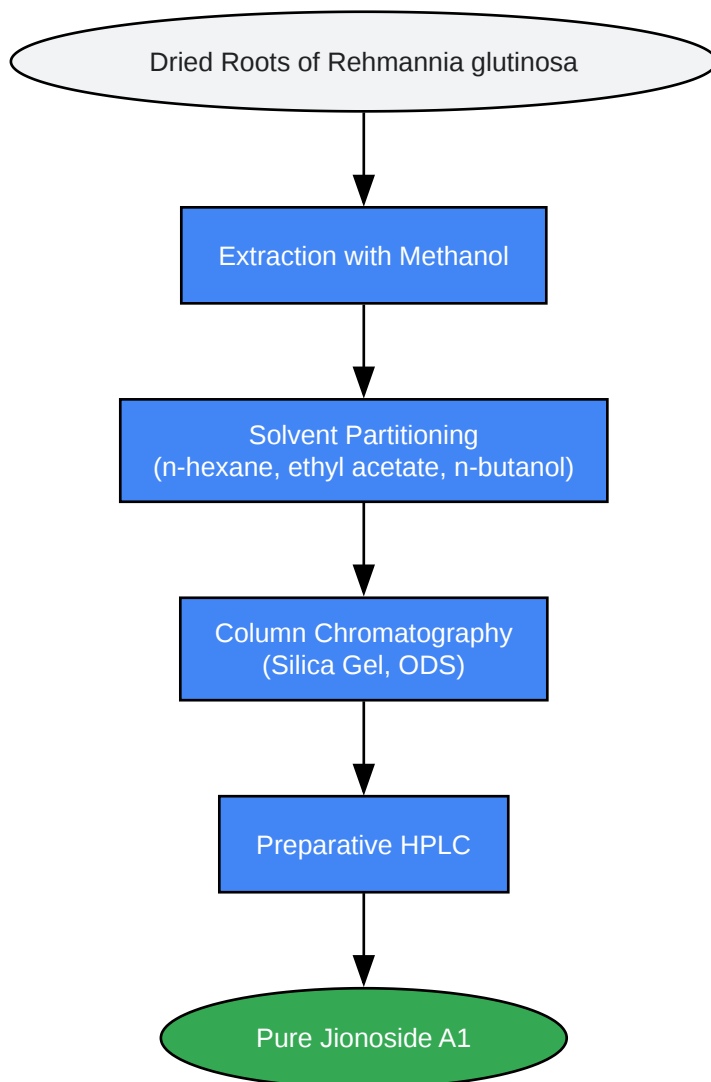 Dried Roots of Rehmannia glutinosa
Extraction with Methanol
Solvent Partitioning
(n-hexane, ethyl acetate, n-butanol)
Column Chromatography
(Silica Gel, ODS)
Preparative HPLC
Pure Jionoside A1